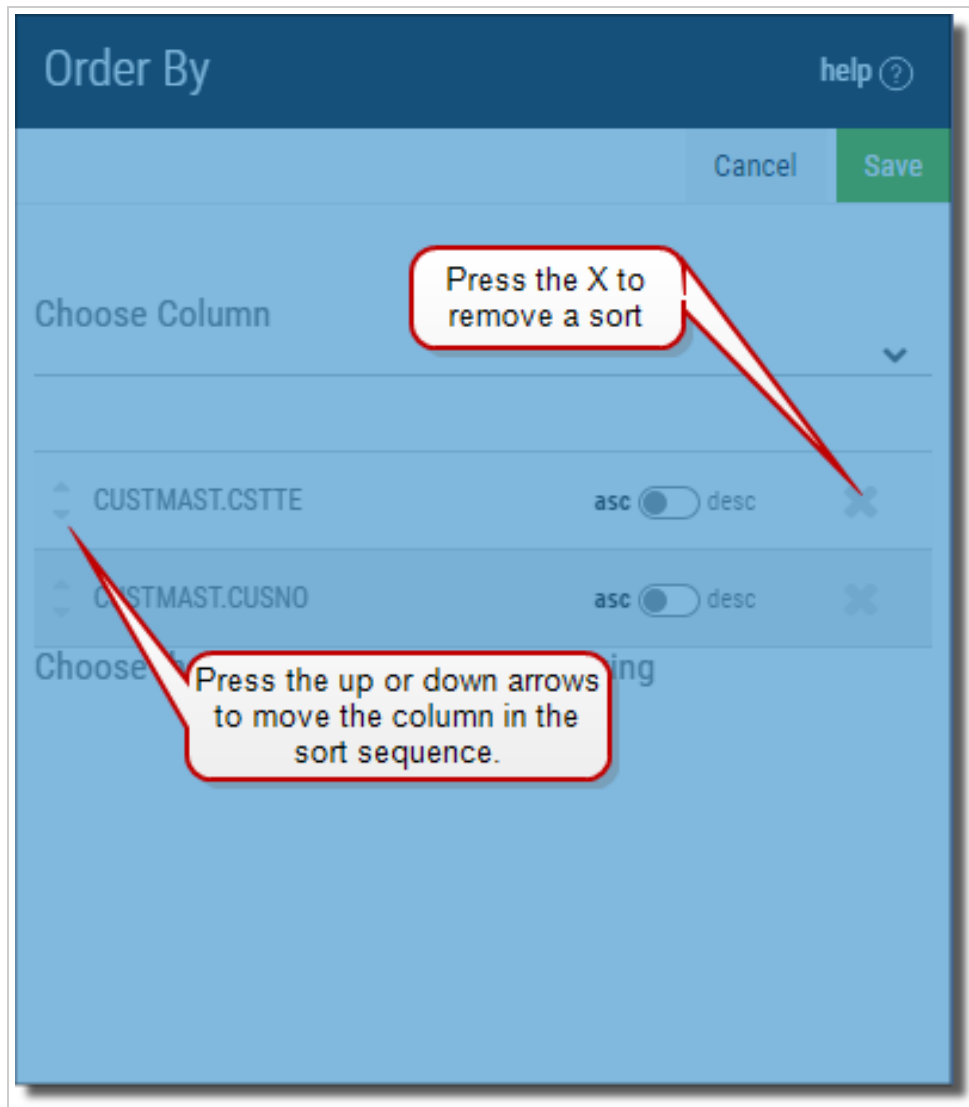 Order By
help ?
Cancel
Save
Press the X to
remove a sort
Choose Column
CUSTMAST.CSTTE
asc
desc
CUSTMAST.CUSNO
asc
desc
Choose
Press the up or down arrows
to move the column in the
sort sequence.